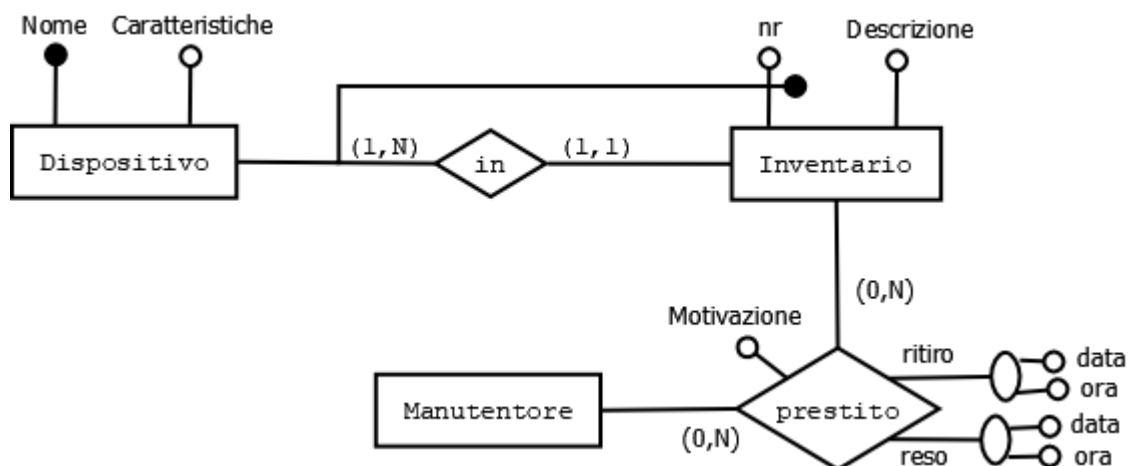 Nome Caratteristiche nr Descrizione
Dispositivo (1,N) in (1,1) Inventario
(0,N)
Motivazione
ritiro data
ora
Manutentore (0,N) prestito
reso data
ora